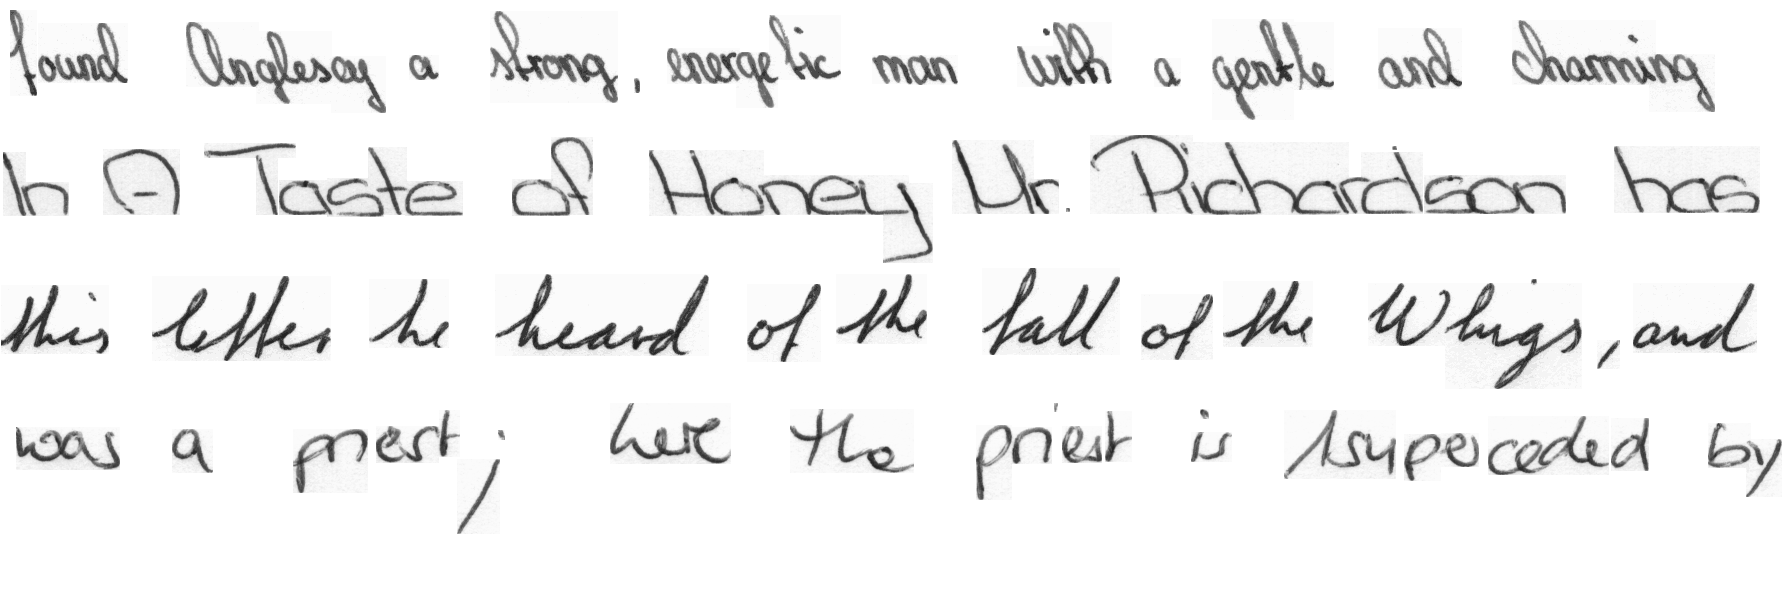 found Anglesey a strong, energetic man with a gentle and charming
In A Taste of Honey Mr. Richardson has
this letter he heard of the fall of the Whigs, and
was a priest; here the priest is superceded by